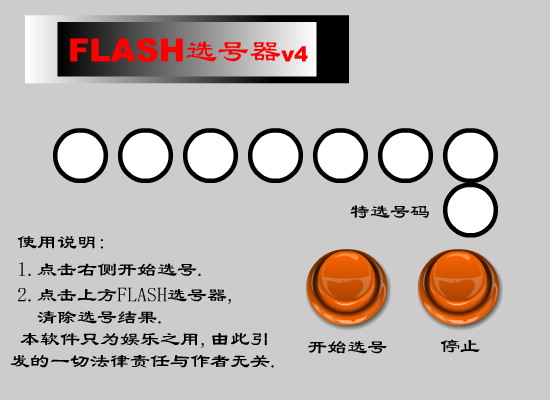 FLASH选号器v4
特选号码
使用说明:
1.点击右侧开始选号.
2.点击上方FLASH选号器,
清除选号结果.
本软件只为娱乐之用,由此引
发的一切法律责任与作者无关.
开始选号
停止